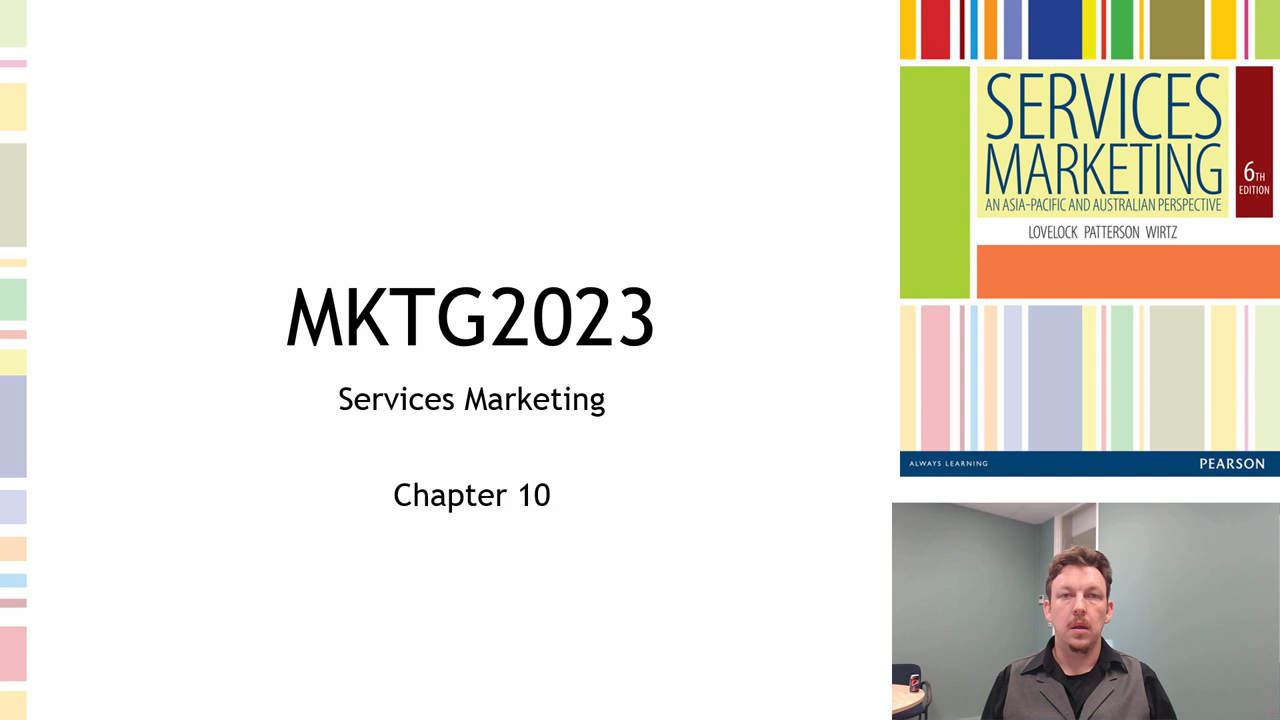 MKTG2023
Services Marketing
Chapter 10
SERVICES
MARKETING
AN ASIA-PACIFIC AND AUSTRALIAN PERSPECTIVE
6TH
EDITION
LOVELOCK PATTERSON WIRTZ
ALWAYS LEARNING
PEARSON